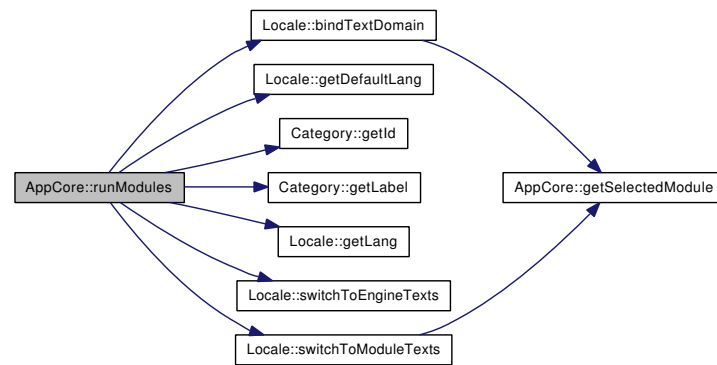 Locale::bindTextDomain
Locale::getDefaultLang
Category::getId
AppCore::runModules
Category::getLabel
AppCore::getSelectedModule
Locale::getLang
Locale::switchToEngineTexts
Locale::switchToModuleTexts